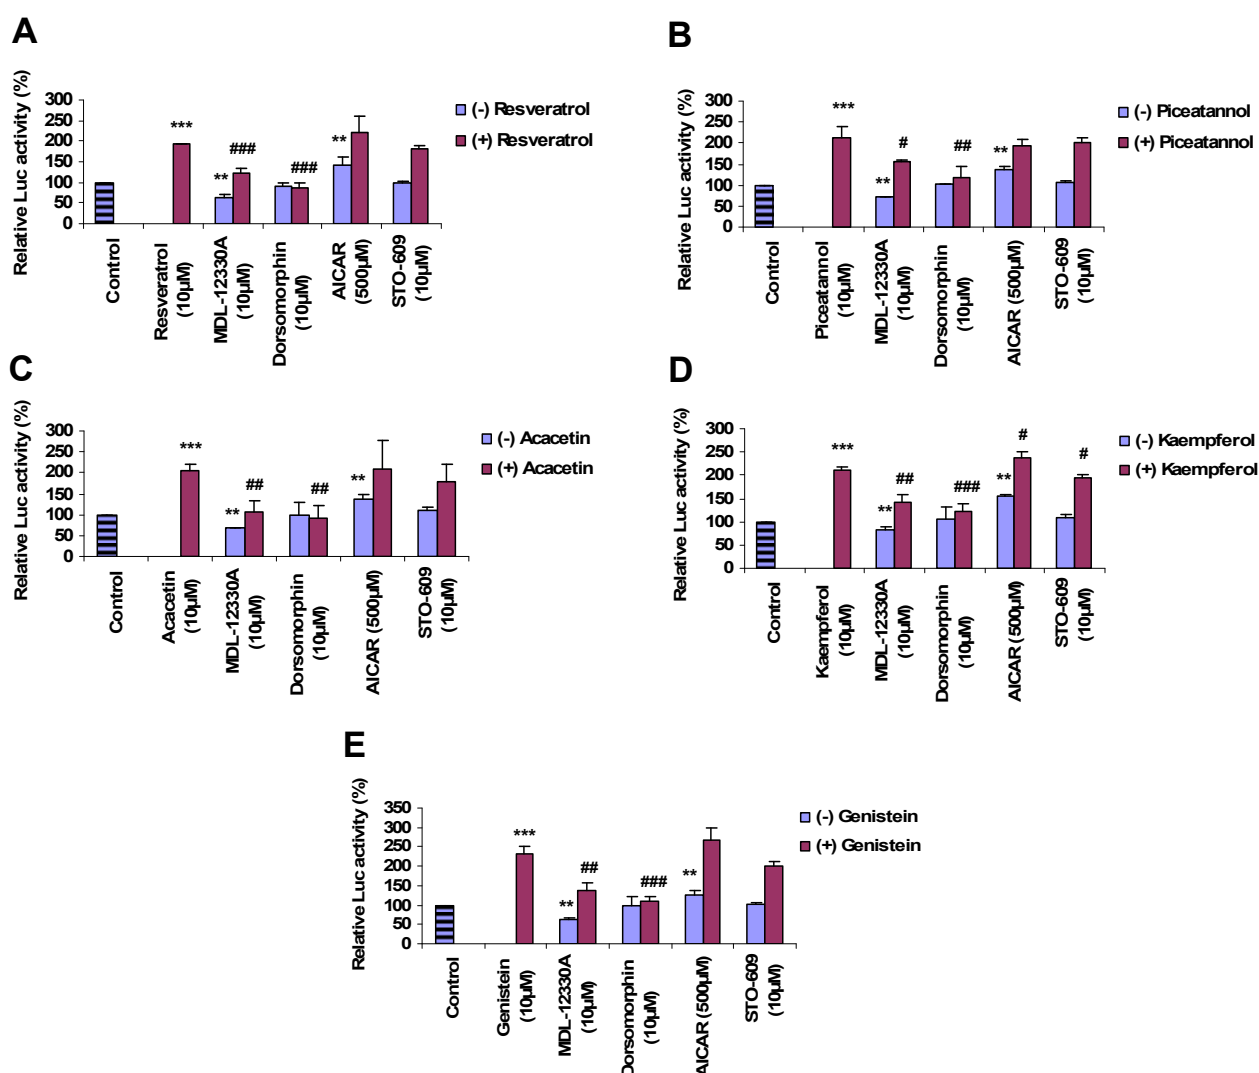 A
Relative Luc activity (%)
300
250
200
150
100
50
0
***
**
###
###
**
(-) Resveratrol
(+) Resveratrol
Control
Resveratrol
(10µM)
MDL-12330A
(10µM)
Dorsomorphin
(10µM)
AICAR
(500µM)
STO-609
(10µM)
B
Relative Luc activity (%)
300
250
200
150
100
50
0
***
**
#
##
**
(-) Piceatannol
(+) Piceatannol
Control
Piceatannol
(10µM)
MDL-12330A
(10µM)
Dorsomorphin
(10µM)
AICAR (500µM)
STO-609
(10µM)
C
Relative Luc activity (%)
300
250
200
150
100
50
0
***
**
##
##
**
(-) Acacetin
(+) Acacetin
Control
Acacetin
(10µM)
MDL-12330A
(10µM)
Dorsomorphin
(10µM)
AICAR (500µM)
STO-609
(10µM)
D
Relative Luc activity (%)
300
250
200
150
100
50
0
***
**
##
###
**
#
#
(-) Kaempferol
(+) Kaempferol
Control
Kaempferol
(10µM)
MDL-12330A
(10µM)
Dorsomorphin
(10µM)
AICAR (500µM)
STO-609
(10µM)
E
Relative Luc activity (%)
350
300
250
200
150
100
50
0
***
**
##
###
**
(-) Genistein
(+) Genistein
Control
Genistein
(10µM)
MDL-12330A
(10µM)
Dorsomorphin
(10µM)
AICAR (500µM)
STO-609
(10µM)